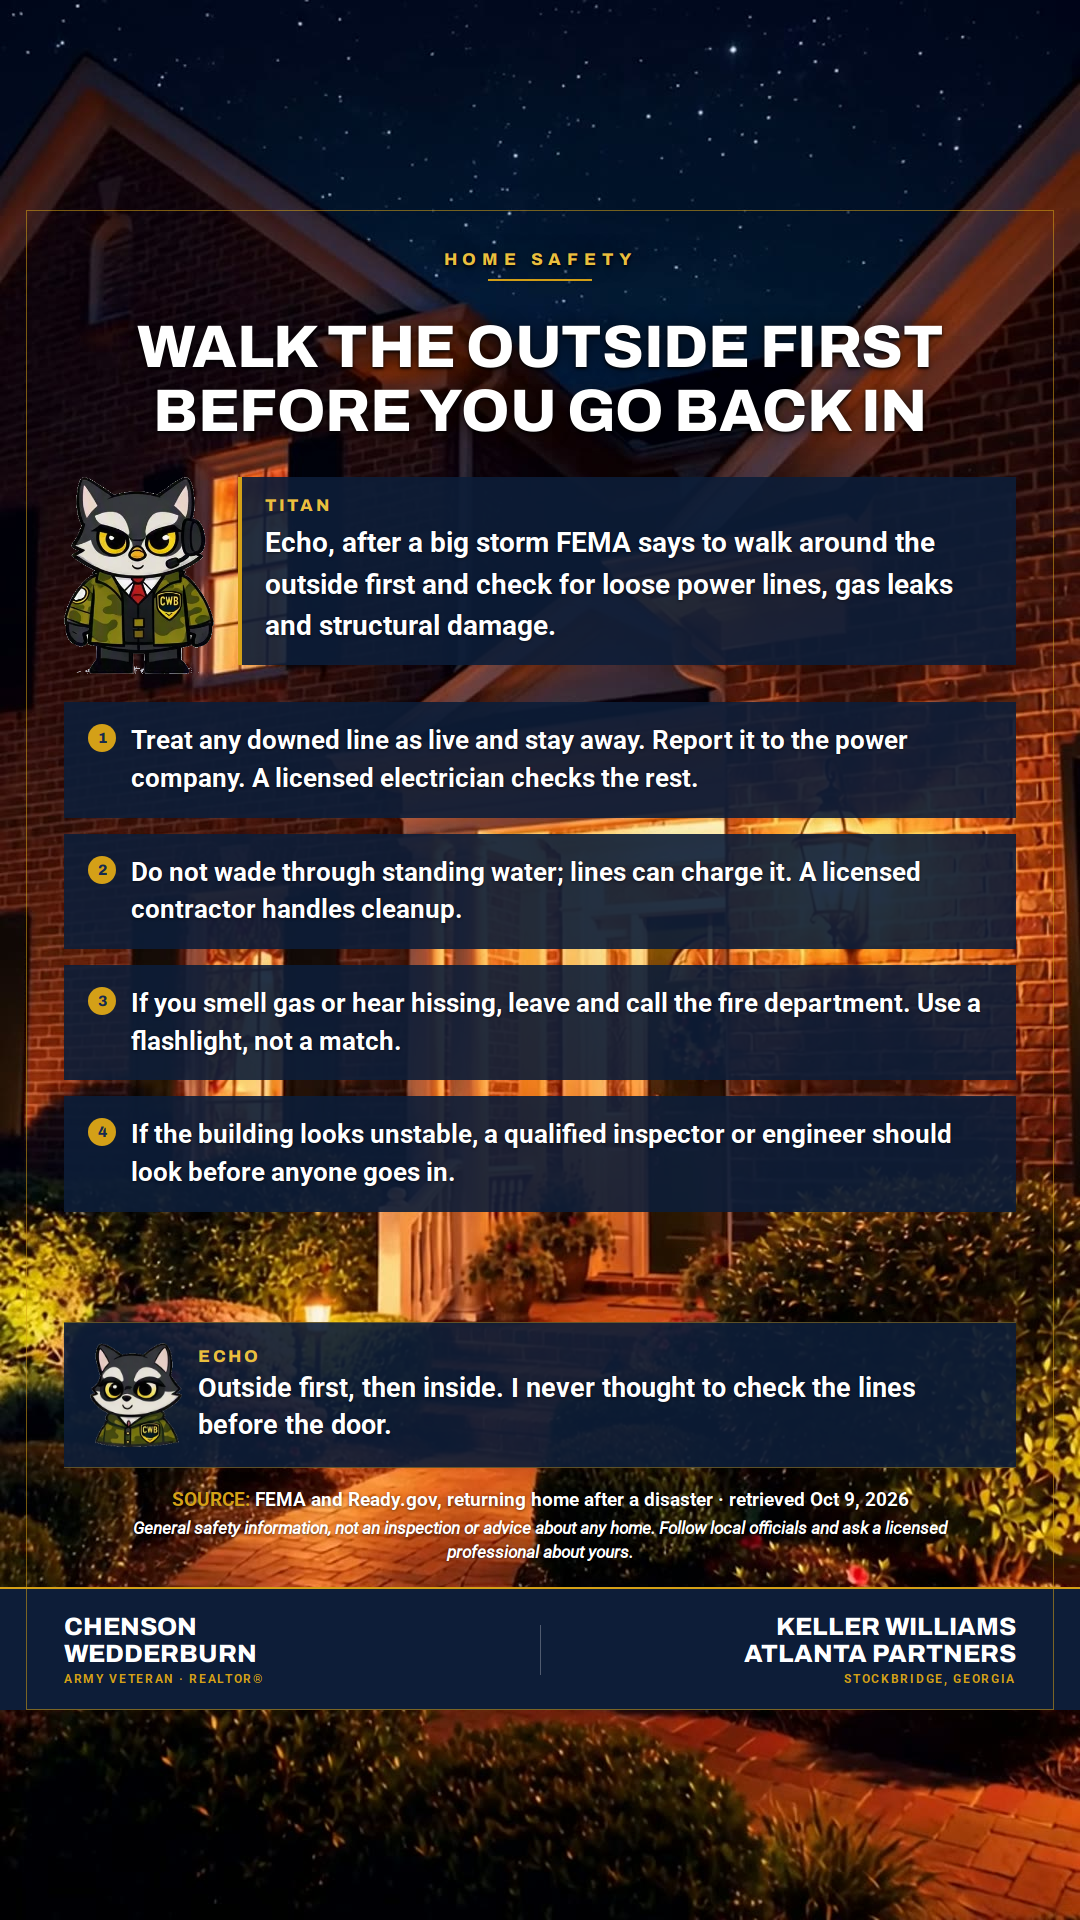 HOME SAFETY
WALK THE OUTSIDE FIRST
BEFORE YOU GO BACK IN
TITAN
Echo, after a big storm FEMA says to walk around the
outside first and check for loose power lines, gas leaks
and structural damage.
CWB
1 Treat any downed line as live and stay away. Report it to the power
company. A licensed electrician checks the rest.
2 Do not wade through standing water; lines can charge it. A licensed
contractor handles cleanup.
3 If you smell gas or hear hissing, leave and call the fire department. Use a
flashlight, not a match.
4 If the building looks unstable, a qualified inspector or engineer should
look before anyone goes in.
ECHO
Outside first, then inside. I never thought to check the lines
before the door.
CWB
SOURCE: FEMA and Ready.gov, returning home after a disaster · retrieved Oct 9, 2026
General safety information, not an inspection or advice about any home. Follow local officials and ask a licensed
professional about yours.
CHENSON
WEDDERBURN
ARMY VETERAN · REALTOR®
KELLER WILLIAMS
ATLANTA PARTNERS
STOCKBRIDGE, GEORGIA